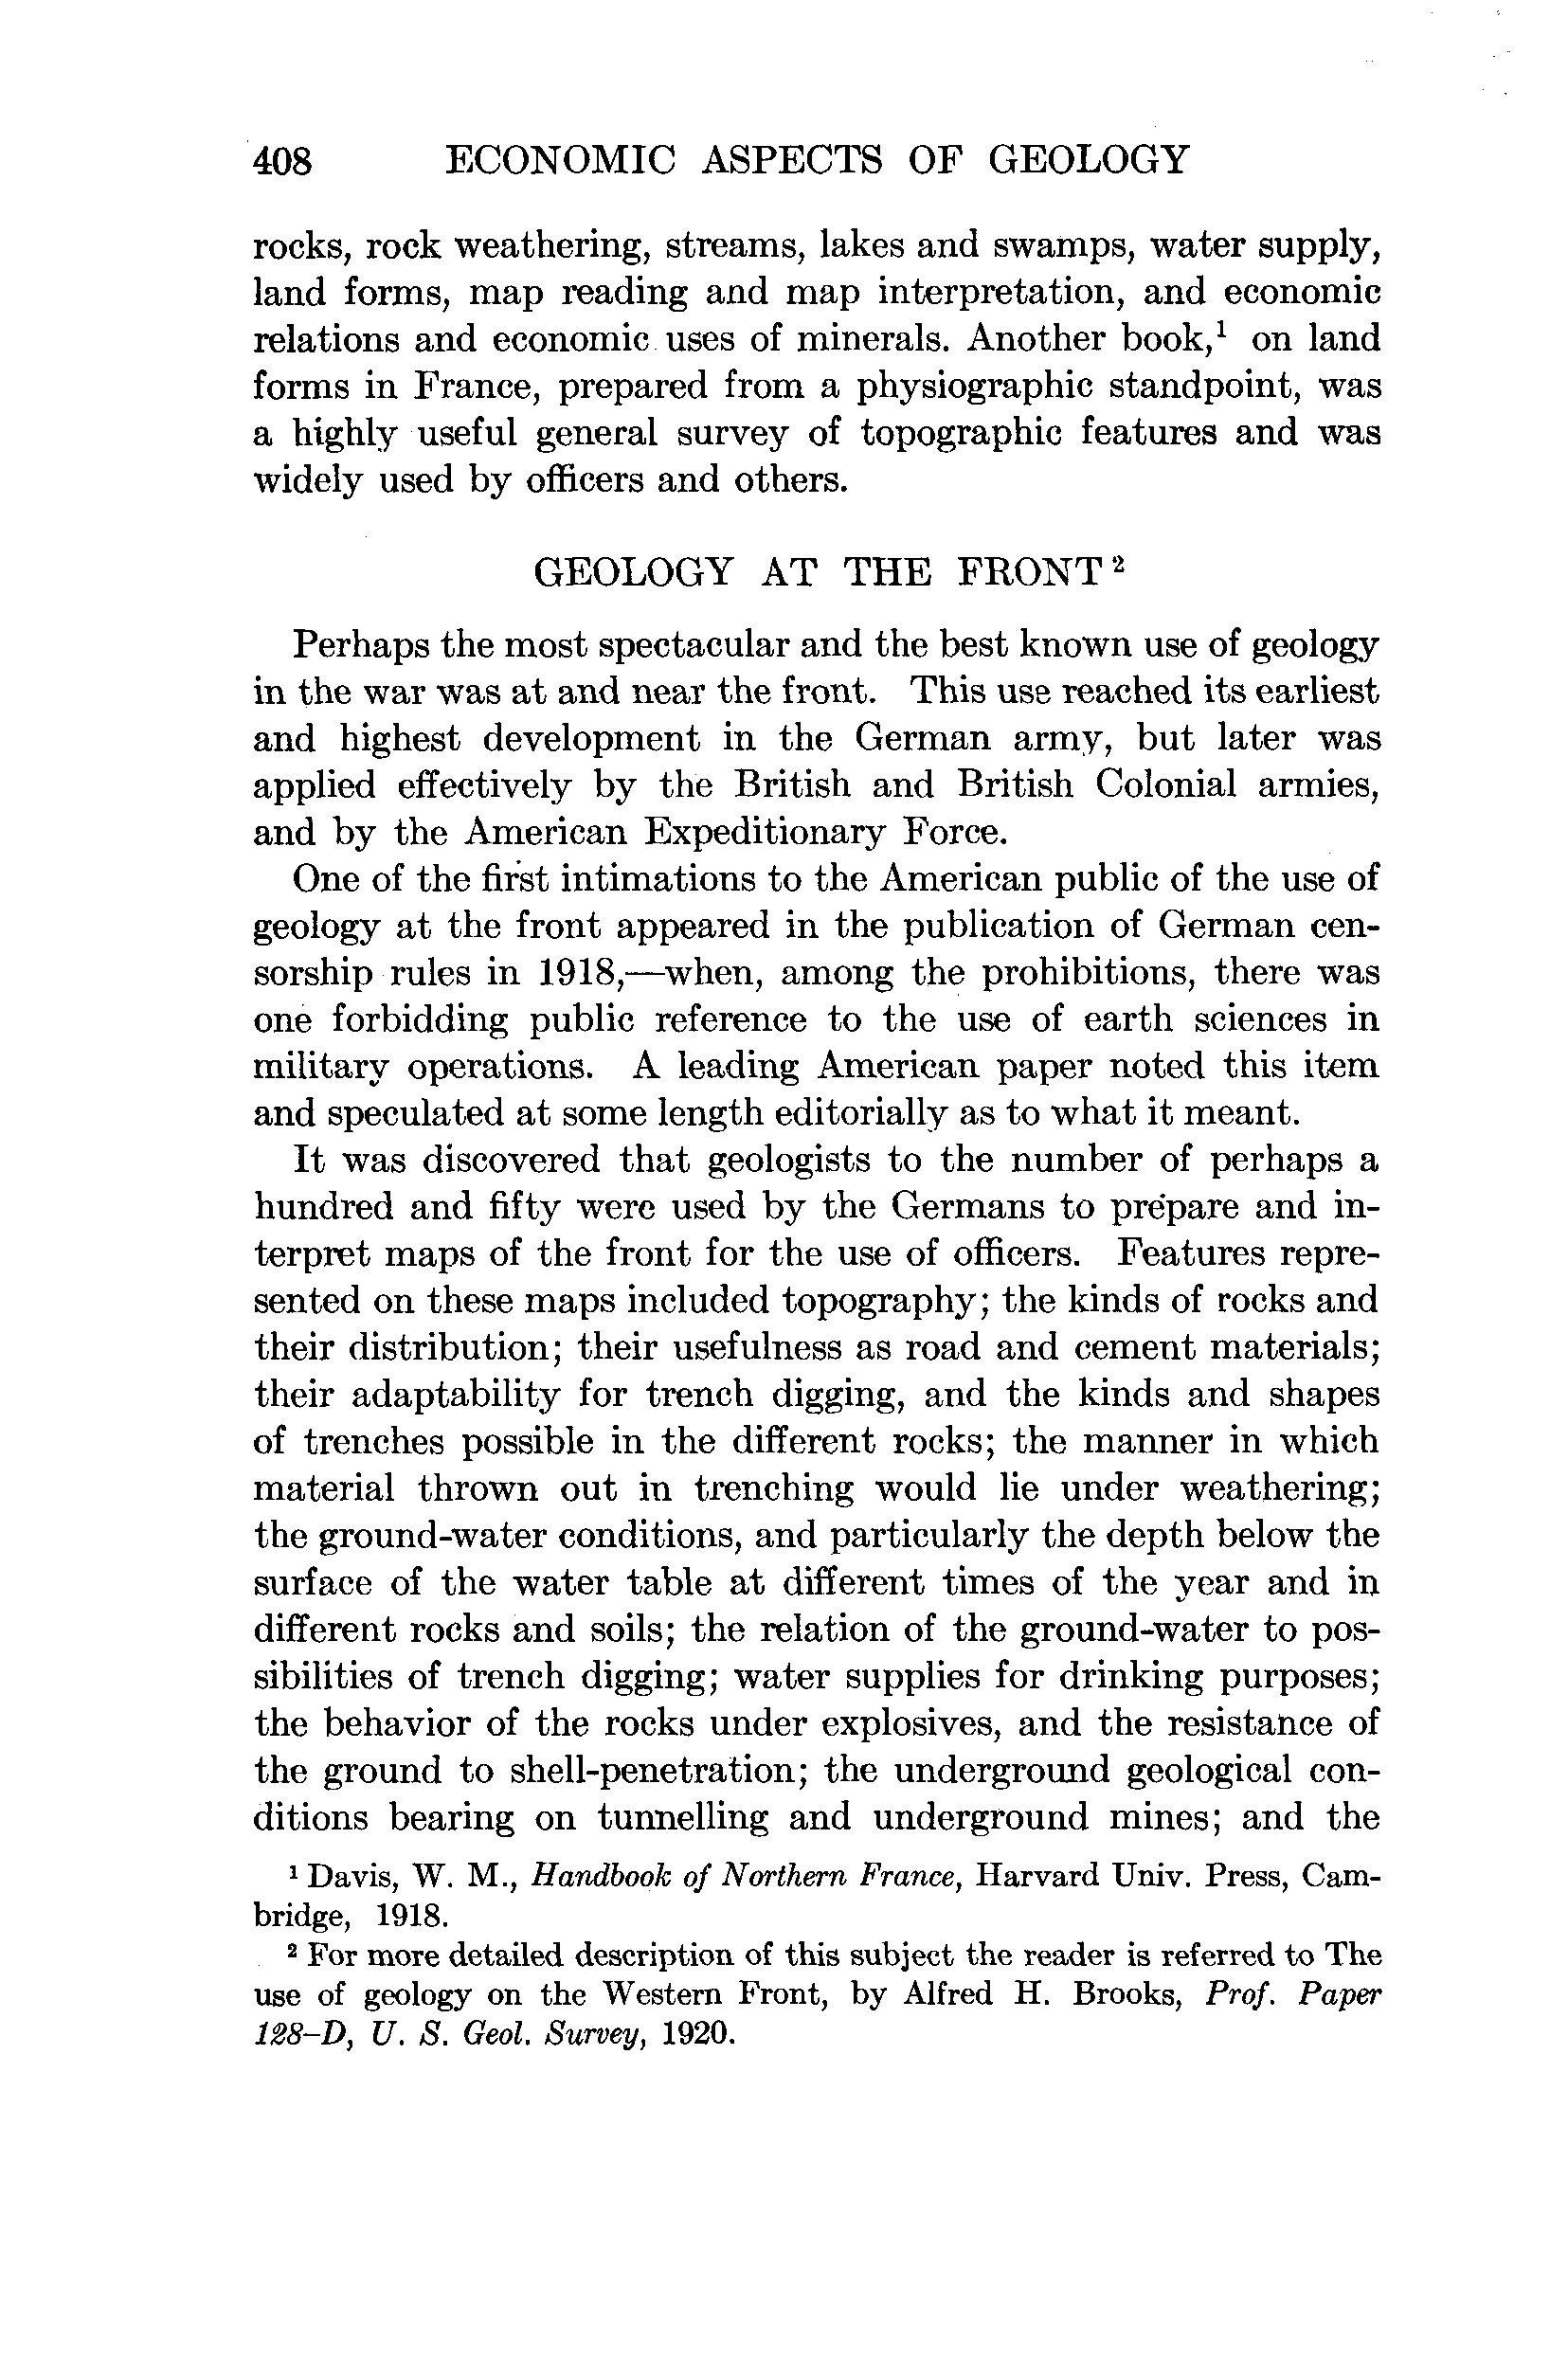 408 ECONOMIC ASPECTS OF GEOLOGY
rocks, rock weathering, streams, lakes and swamps, water supply,
land forms, map reading and map interpretation, and economic
relations and economic uses of minerals. Another book,¹ on land
forms in France, prepared from a physiographic standpoint, was
a highly useful general survey of topographic features and was
widely used by officers and others.
GEOLOGY AT THE FRONT²
Perhaps the most spectacular and the best known use of geology
in the war was at and near the front. This use reached its earliest
and highest development in the German army, but later was
applied effectively by the British and British Colonial armies,
and by the American Expeditionary Force.
One of the first intimations to the American public of the use of
geology at the front appeared in the publication of German cen-
sorship rules in 1918,—when, among the prohibitions, there was
one forbidding public reference to the use of earth sciences in
military operations. A leading American paper noted this item
and speculated at some length editorially as to what it meant.
It was discovered that geologists to the number of perhaps a
hundred and fifty were used by the Germans to prepare and in-
terpret maps of the front for the use of officers. Features repre-
sented on these maps included topography; the kinds of rocks and
their distribution; their usefulness as road and cement materials;
their adaptability for trench digging, and the kinds and shapes
of trenches possible in the different rocks; the manner in which
material thrown out in trenching would lie under weathering;
the ground-water conditions, and particularly the depth below the
surface of the water table at different times of the year and in
different rocks and soils; the relation of the ground-water to pos-
sibilities of trench digging; water supplies for drinking purposes;
the behavior of the rocks under explosives, and the resistance of
the ground to shell-penetration; the underground geological con-
ditions bearing on tunnelling and underground mines; and the
¹ Davis, W. M., Handbook of Northern France, Harvard Univ. Press, Cam-
bridge, 1918.
² For more detailed description of this subject the reader is referred to The
use of geology on the Western Front, by Alfred H. Brooks, Prof. Paper
128–D, U. S. Geol. Survey, 1920.